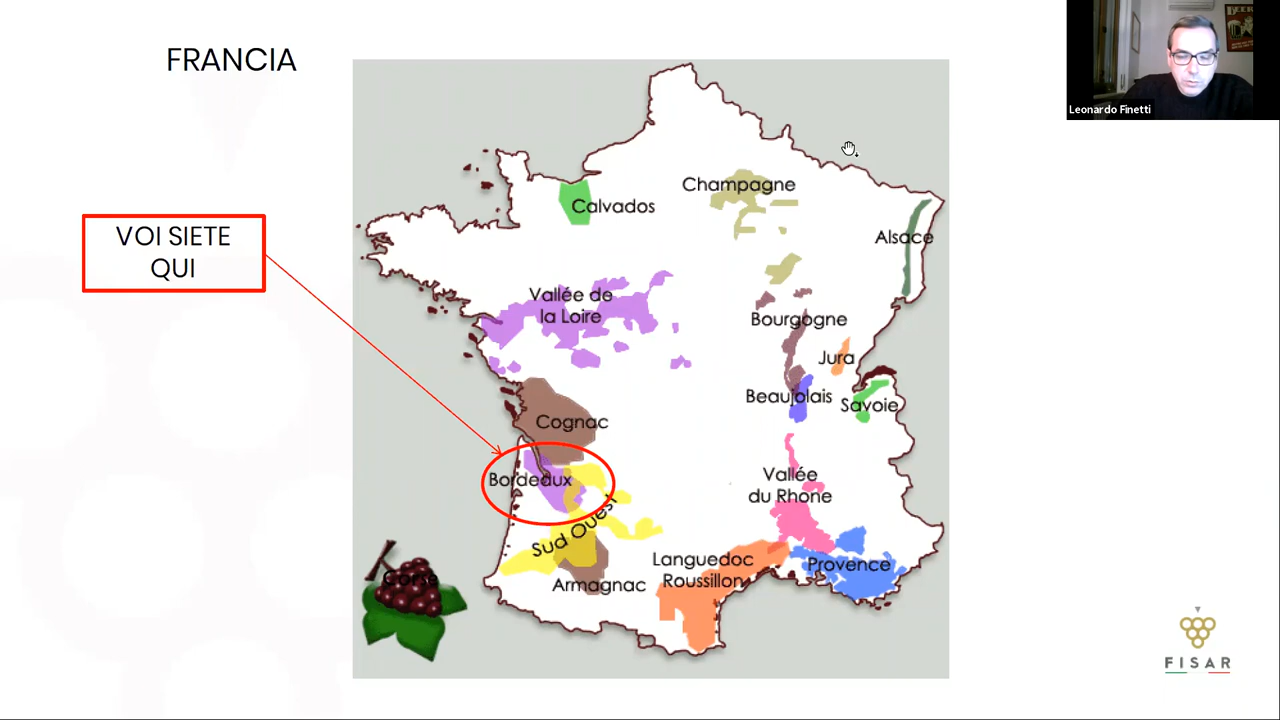 FRANCIA
Leonardo Finetti
VOI SIETE
QUI
Champagne
Calvados
Alsace
Vallée de
la Loire
Bourgogne
Jura
Beaujolais
Savoie
Cognac
Bordeaux
Vallée
du Rhone
Sud Ouest
Languedoc
Roussillon
Provence
Armagnac
Corse
FISAR